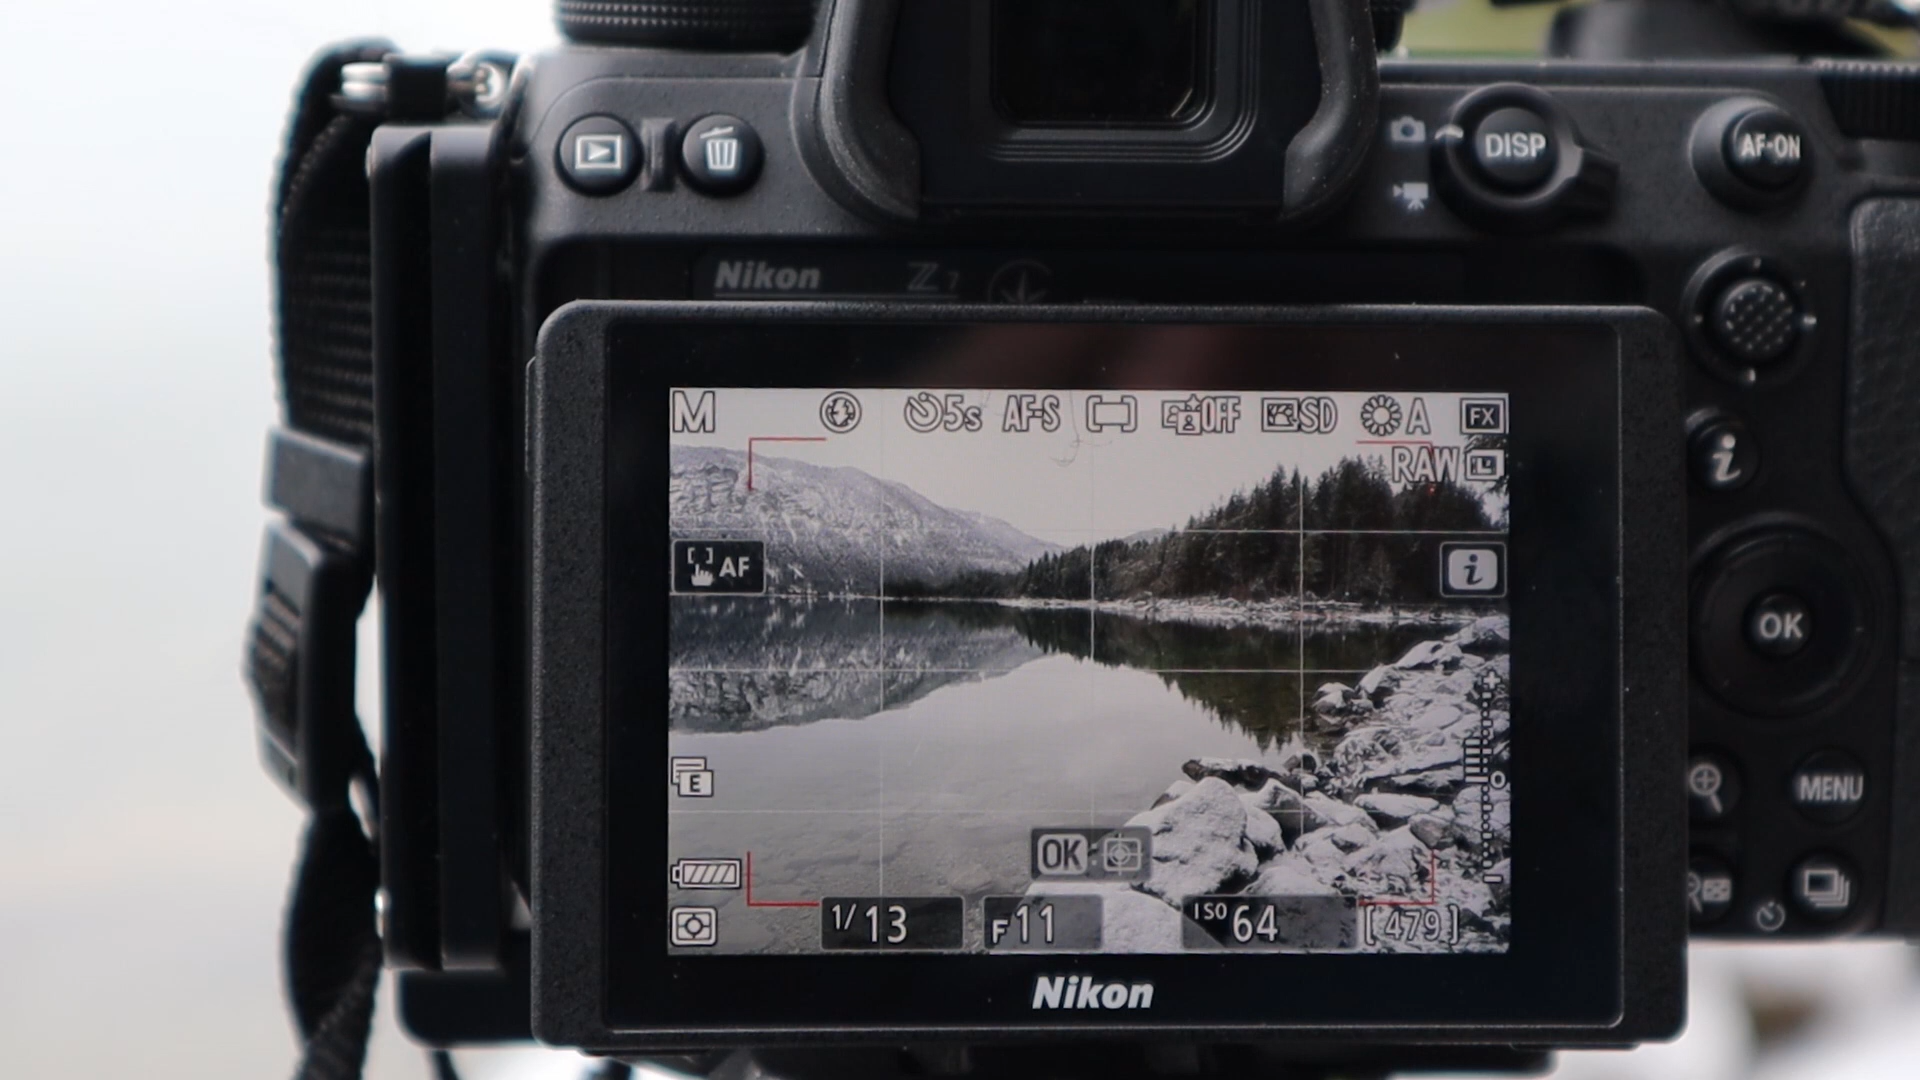 DISP
AF-ON
Nikon Z 7
M 5s AF-S OFF SD A FX
RAW L
AF i
i
OK
E
OK:
MENU
1/13 F11 ISO 64 [479]
R
Nikon